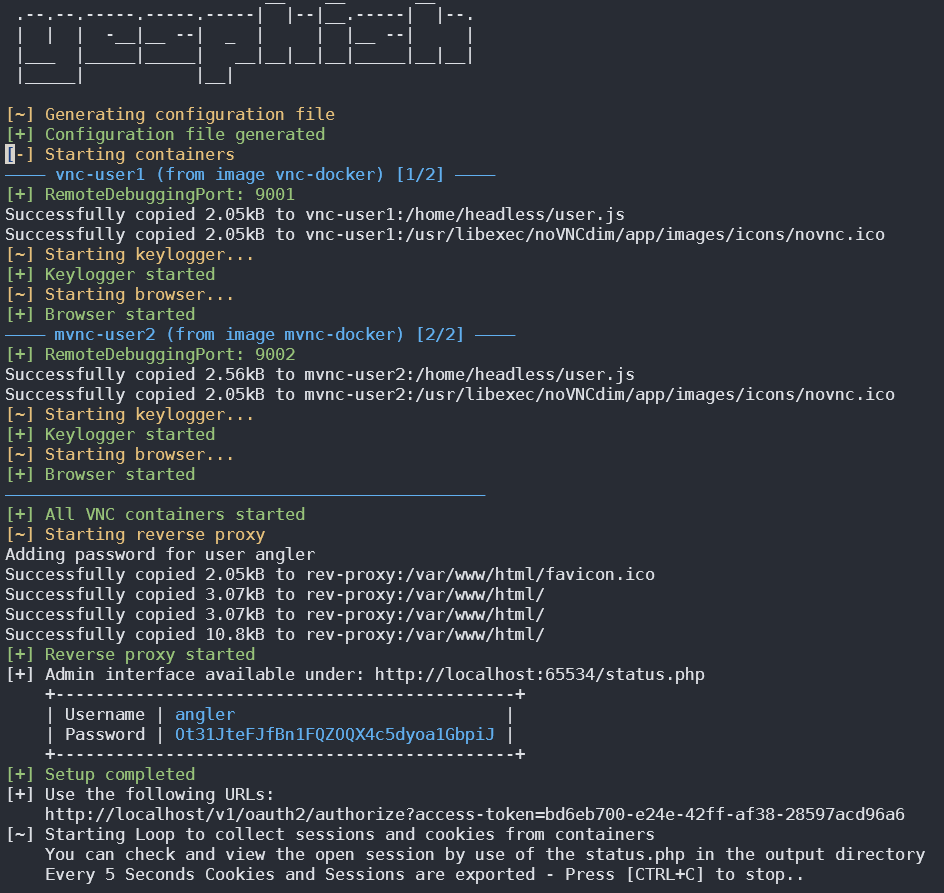 yesphish
[~] Generating configuration file
[+] Configuration file generated
[-] Starting containers
──── vnc-user1 (from image vnc-docker) [1/2] ────
[+] RemoteDebuggingPort: 9001
Successfully copied 2.05kB to vnc-user1:/home/headless/user.js
Successfully copied 2.05kB to vnc-user1:/usr/libexec/noVNCdim/app/images/icons/novnc.ico
[~] Starting keylogger...
[+] Keylogger started
[~] Starting browser...
[+] Browser started
──── mvnc-user2 (from image mvnc-docker) [2/2] ────
[+] RemoteDebuggingPort: 9002
Successfully copied 2.56kB to mvnc-user2:/home/headless/user.js
Successfully copied 2.05kB to mvnc-user2:/usr/libexec/noVNCdim/app/images/icons/novnc.ico
[~] Starting keylogger...
[+] Keylogger started
[~] Starting browser...
[+] Browser started
[+] All VNC containers started
[~] Starting reverse proxy
Adding password for user angler
Successfully copied 2.05kB to rev-proxy:/var/www/html/favicon.ico
Successfully copied 3.07kB to rev-proxy:/var/www/html/
Successfully copied 3.07kB to rev-proxy:/var/www/html/
Successfully copied 10.8kB to rev-proxy:/var/www/html/
[+] Reverse proxy started
[+] Admin interface available under: http://localhost:65534/status.php
+----------------------------------------------+
| Username | angler |
| Password | Ot31JteFJfBn1FQZOQX4c5dyoa1GbpiJ |
+----------------------------------------------+
[+] Setup completed
[+] Use the following URLs:
http://localhost/v1/oauth2/authorize?access-token=bd6eb700-e24e-42ff-af38-28597acd96a6
[~] Starting Loop to collect sessions and cookies from containers
You can check and view the open session by use of the status.php in the output directory
Every 5 Seconds Cookies and Sessions are exported - Press [CTRL+C] to stop..